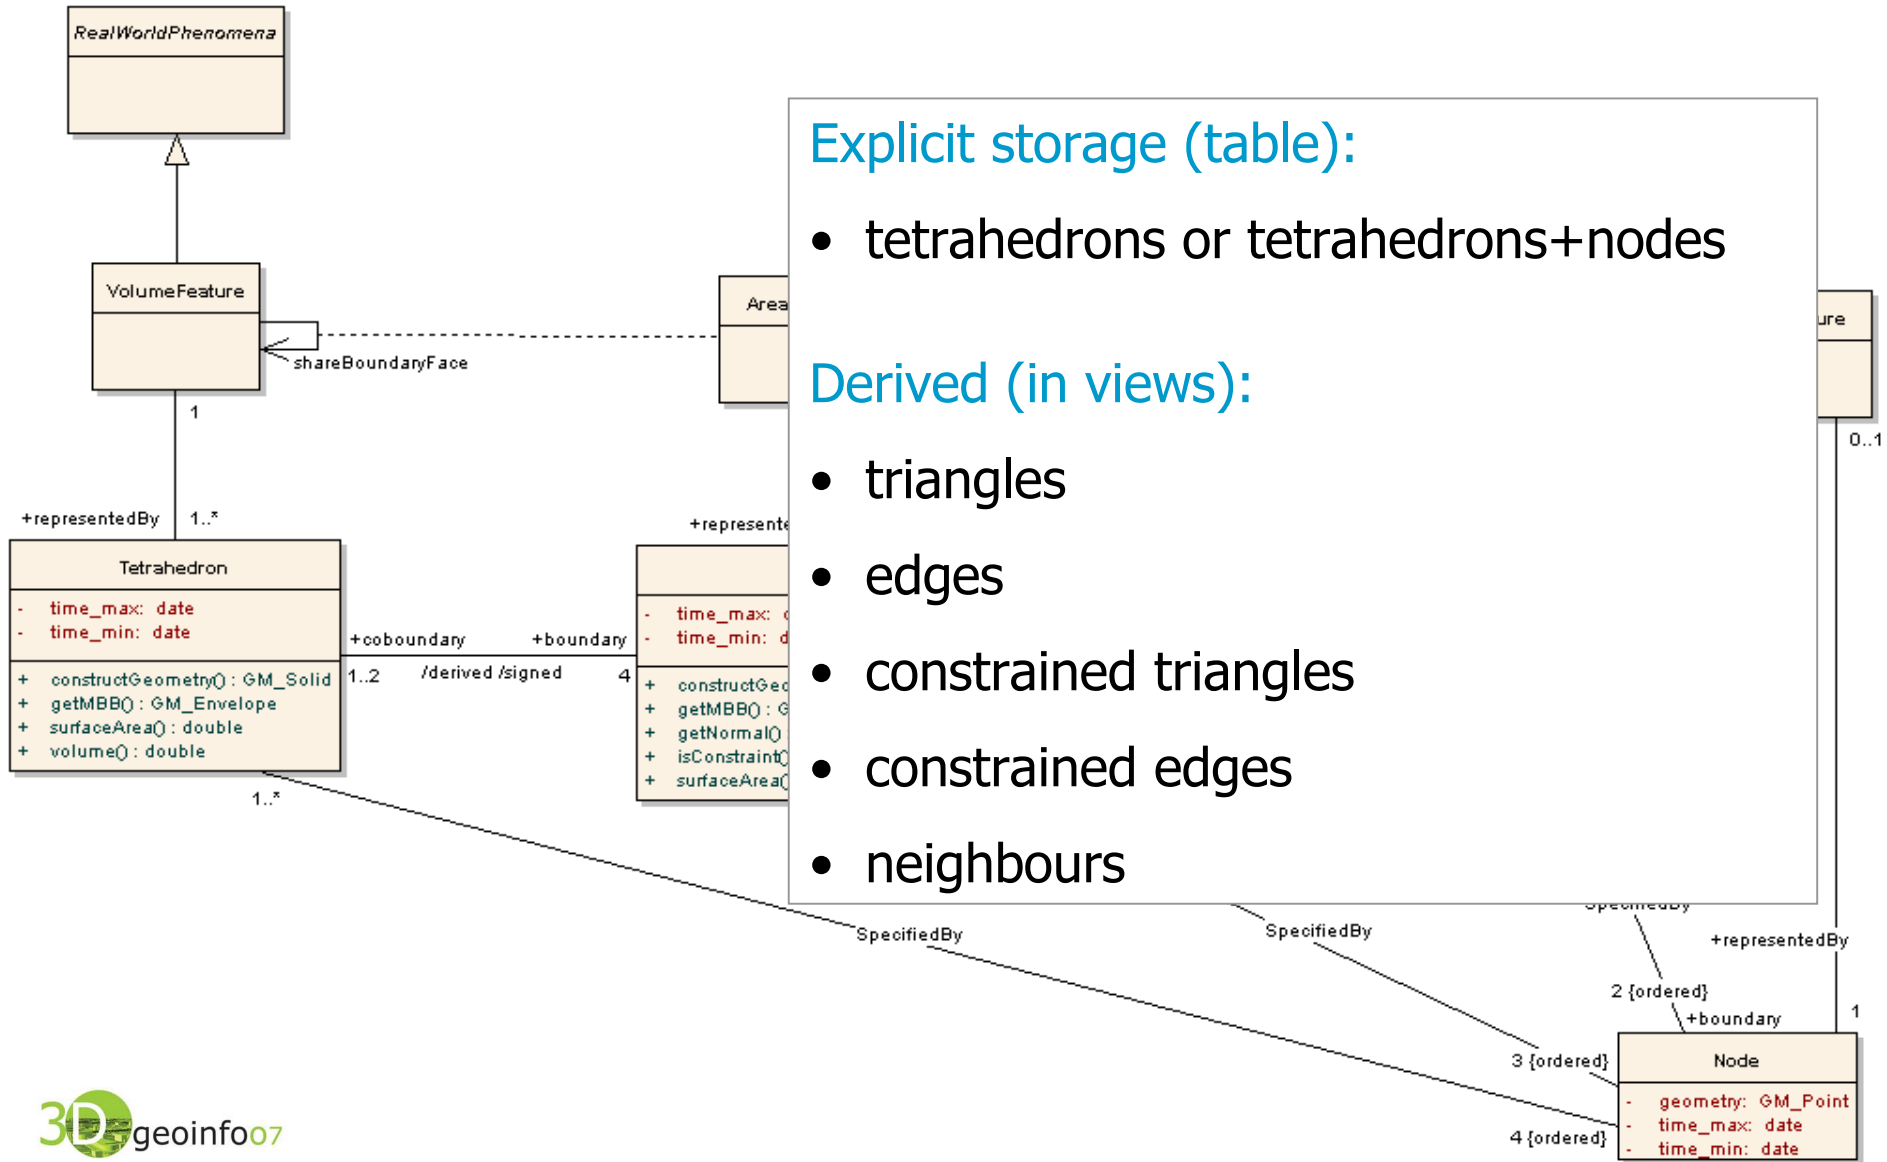 RealWorldPhenomena
VolumeFeature
shareBoundaryFace
1
+representedBy
1..*
Tetrahedron
- time_max: date
- time_min: date
+ constructGeometry() : GM_Solid
+ getMBB() : GM_Envelope
+ surfaceArea() : double
+ volume() : double
1..*
+coboundary
+boundary
1..2
/derived /signed
4
Area
+represente
- time_max:
- time_min: d
+ constructGeo
+ getMBB() : G
+ getNormal()
+ isConstraint()
+ surfaceArea()
Explicit storage (table):
• tetrahedrons or tetrahedrons+nodes
Derived (in views):
• triangles
• edges
• constrained triangles
• constrained edges
• neighbours
ure
0..1
SpecifiedBy
SpecifiedBy
SpecifiedBy
+representedBy
2 {ordered}
+boundary
1
3 {ordered}
4 {ordered}
Node
- geometry: GM_Point
- time_max: date
- time_min: date
3D geoinfo07